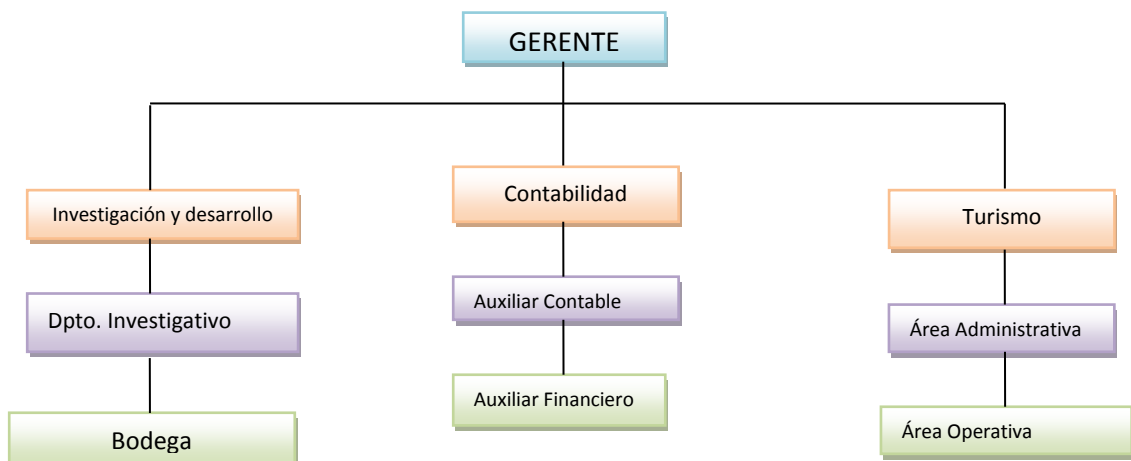 GERENTE
Investigación y desarrollo
Contabilidad
Turismo
Dpto. Investigativo
Auxiliar Contable
Área Administrativa
Bodega
Auxiliar Financiero
Área Operativa